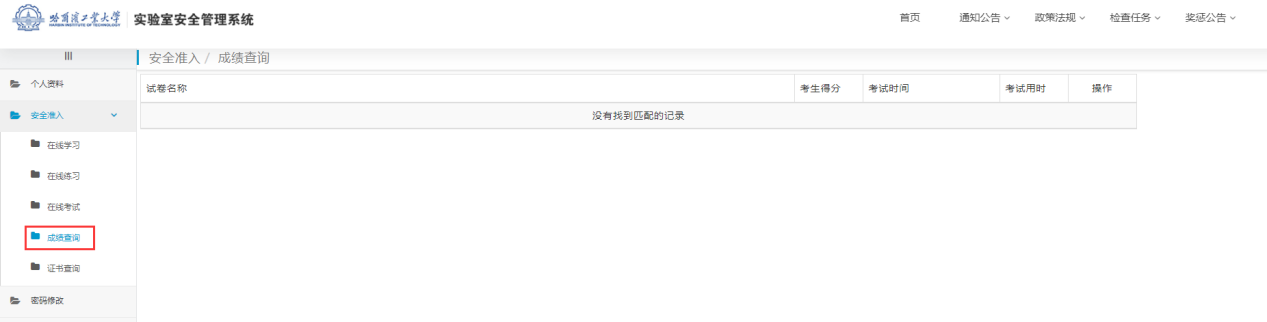 哈爾濱工業大學 实验室安全管理系统 首页 通知公告 政策法规 检查任务 奖惩公告
HARBIN INSTITUTE OF TECHNOLOGY
安全准入 / 成绩查询
个人资料
试卷名称 考生得分 考试时间 考试用时 操作
安全准入
没有找到匹配的记录
在线学习
在线练习
在线考试
成绩查询
证书查询
密码修改